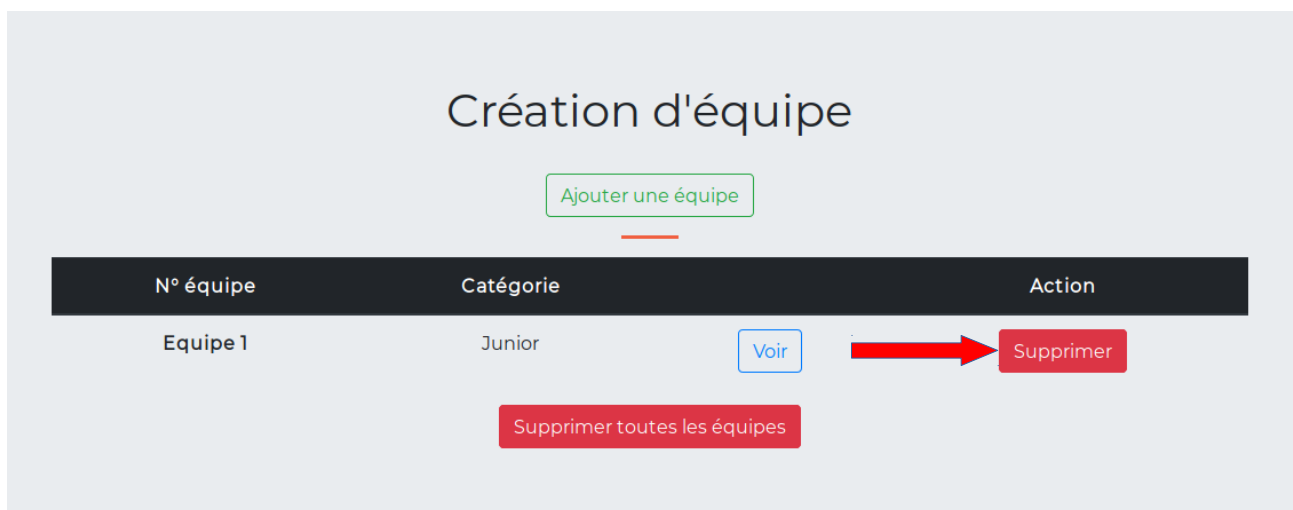 Création d'équipe
Ajouter une équipe
N° équipe Catégorie Action
Equipe 1 Junior Voir Supprimer
Supprimer toutes les équipes